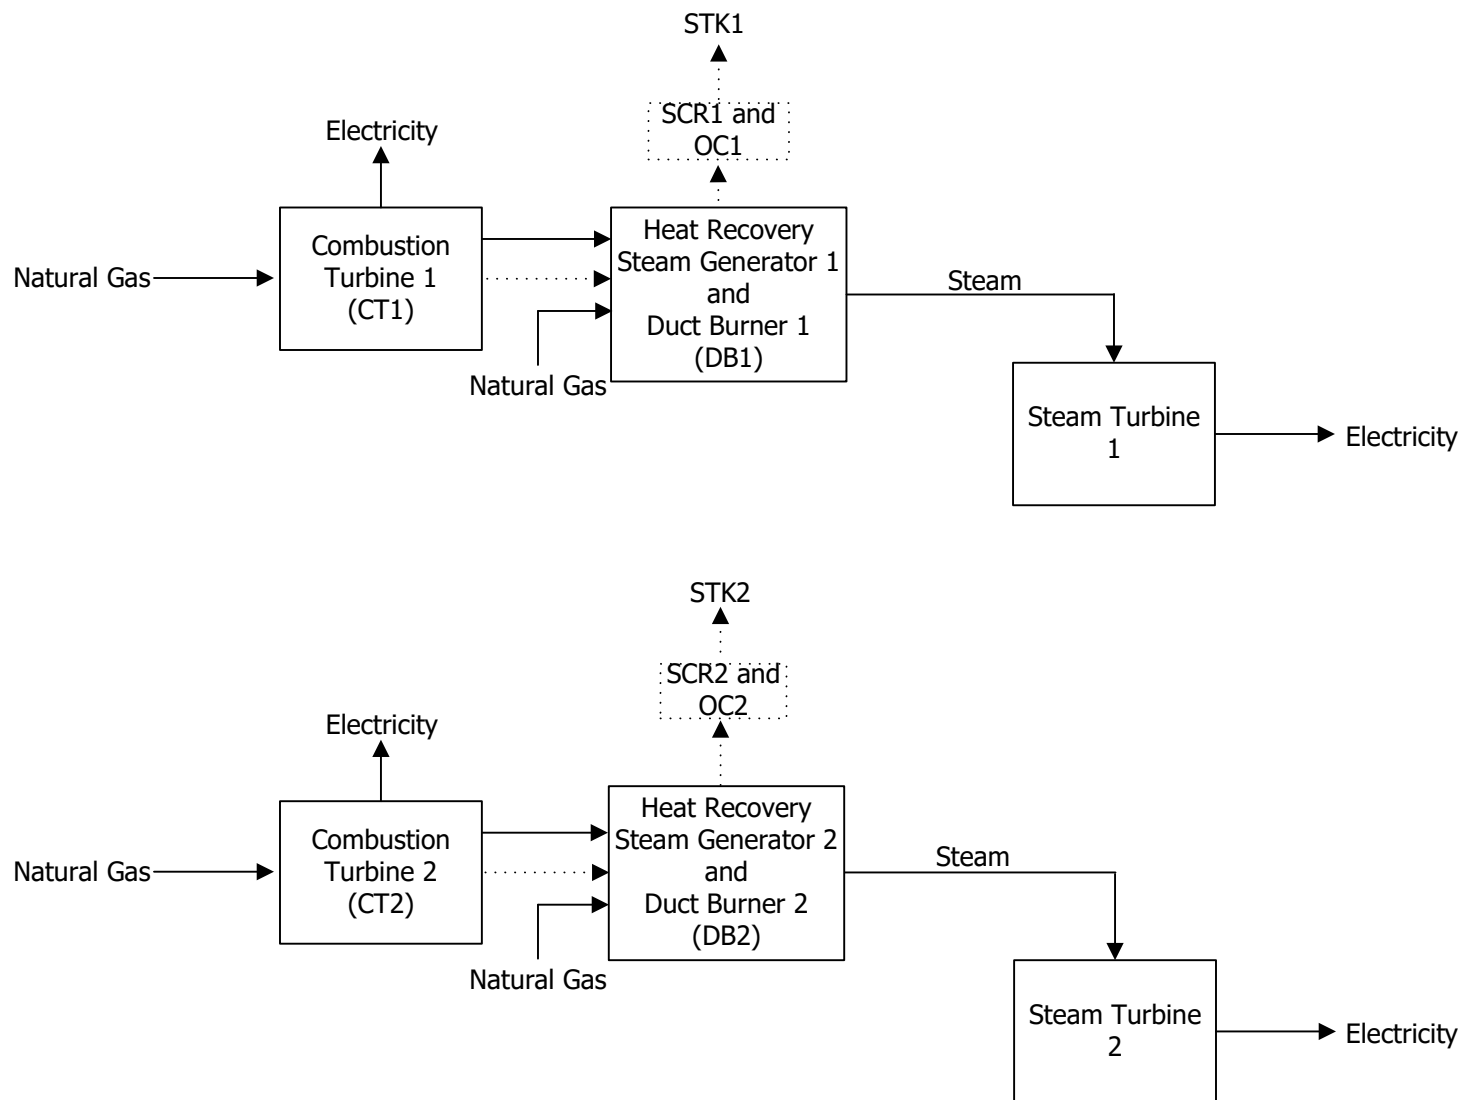 STK1
SCR1 and
OC1
Electricity
Natural Gas
Combustion
Turbine 1
(CT1)
Heat Recovery
Steam Generator 1
and
Duct Burner 1
(DB1)
Natural Gas
Steam
Steam Turbine
1
Electricity
STK2
SCR2 and
OC2
Electricity
Natural Gas
Combustion
Turbine 2
(CT2)
Heat Recovery
Steam Generator 2
and
Duct Burner 2
(DB2)
Natural Gas
Steam
Steam Turbine
2
Electricity